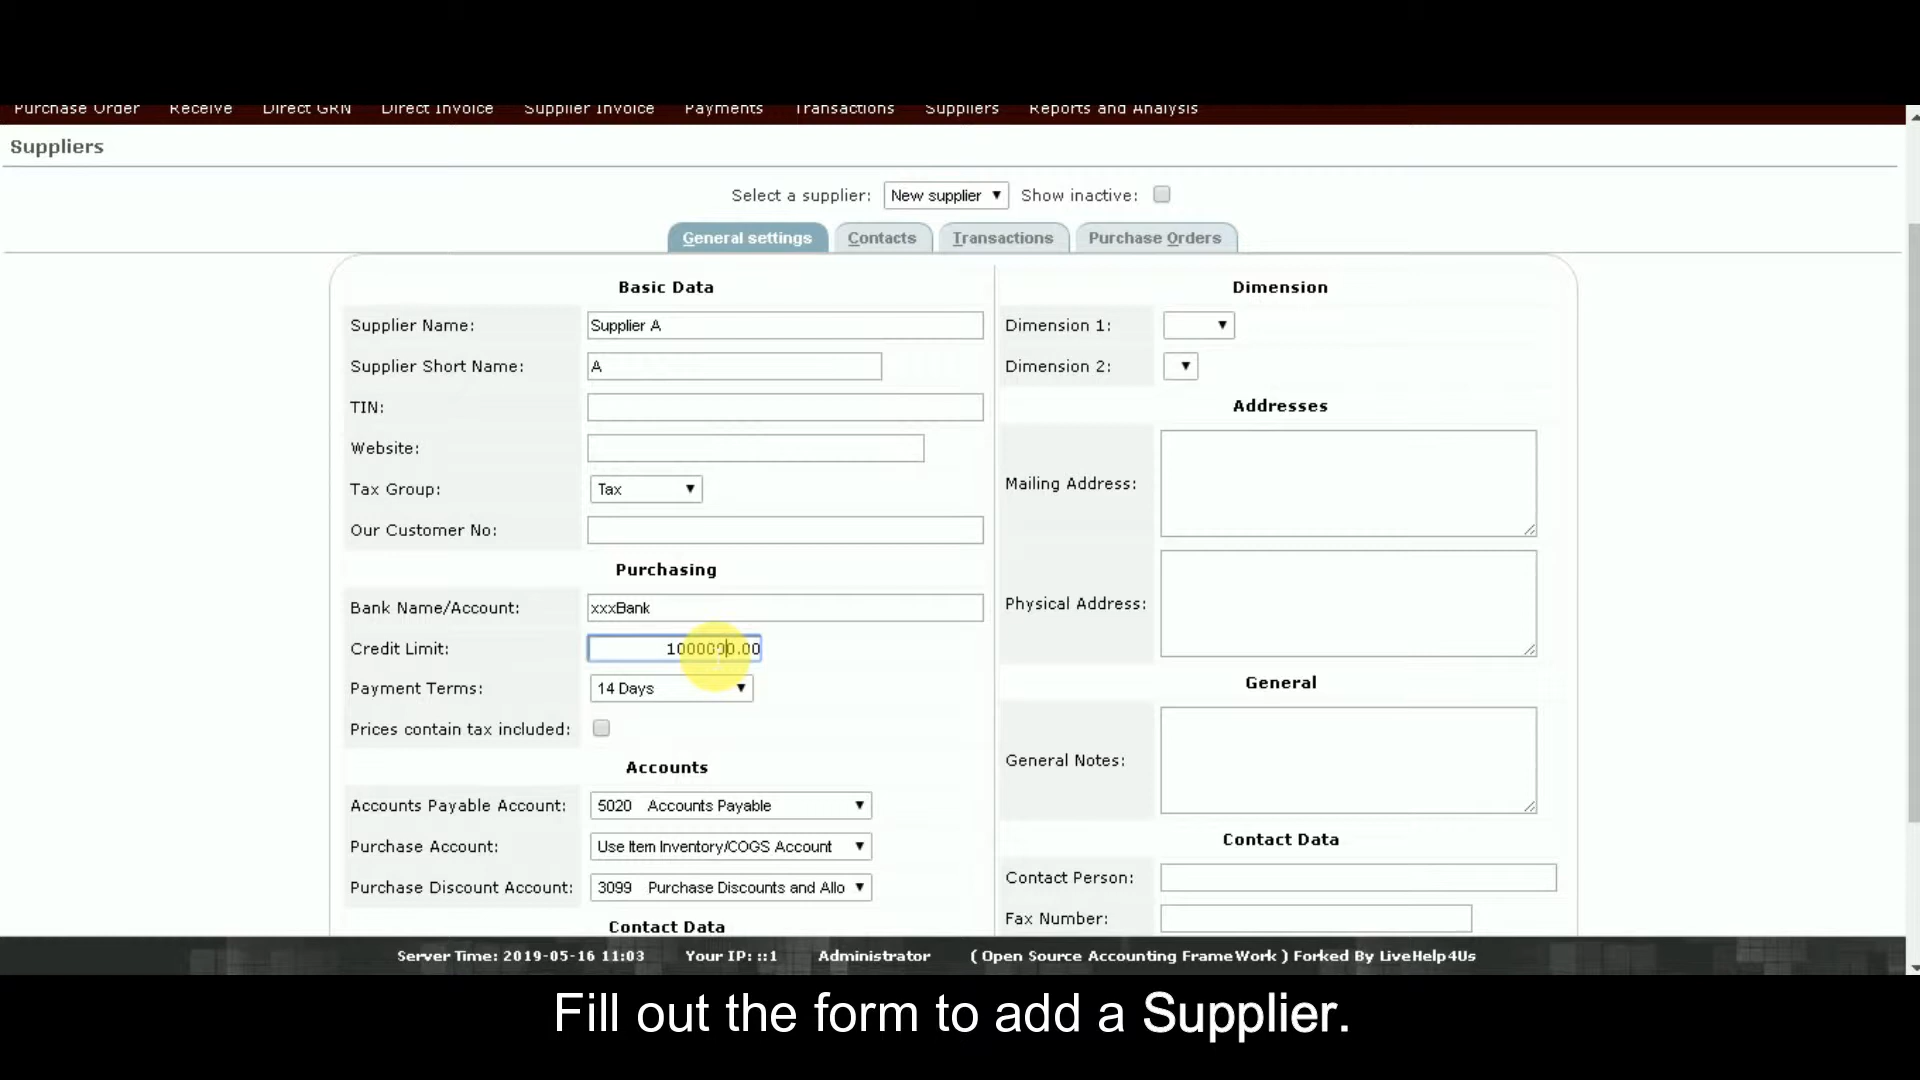 Purchase Order Receive Direct GRN Direct Invoice Supplier Invoice Payments Transactions Suppliers Reports and Analysis
Suppliers
Select a supplier: New supplier Show inactive:
General settings Contacts Transactions Purchase Orders
Basic Data
Supplier Name: Supplier A
Supplier Short Name: A
TIN:
Website:
Tax Group: Tax
Our Customer No:
Purchasing
Bank Name/Account: xxxBank
Credit Limit: 1000000.00
Payment Terms: 14 Days
Prices contain tax included:
Accounts
Accounts Payable Account: 5020 Accounts Payable
Purchase Account: Use Item Inventory/COGS Account
Purchase Discount Account: 3099 Purchase Discounts and Allo
Contact Data
Dimension
Dimension 1:
Dimension 2:
Addresses
Mailing Address:
Physical Address:
General
General Notes:
Contact Data
Contact Person:
Fax Number:
Server Time: 2019-05-16 11:03 Your IP: ::1 Administrator ( Open Source Accounting FrameWork ) Forked By LiveHelp4Us
Fill out the form to add a Supplier.